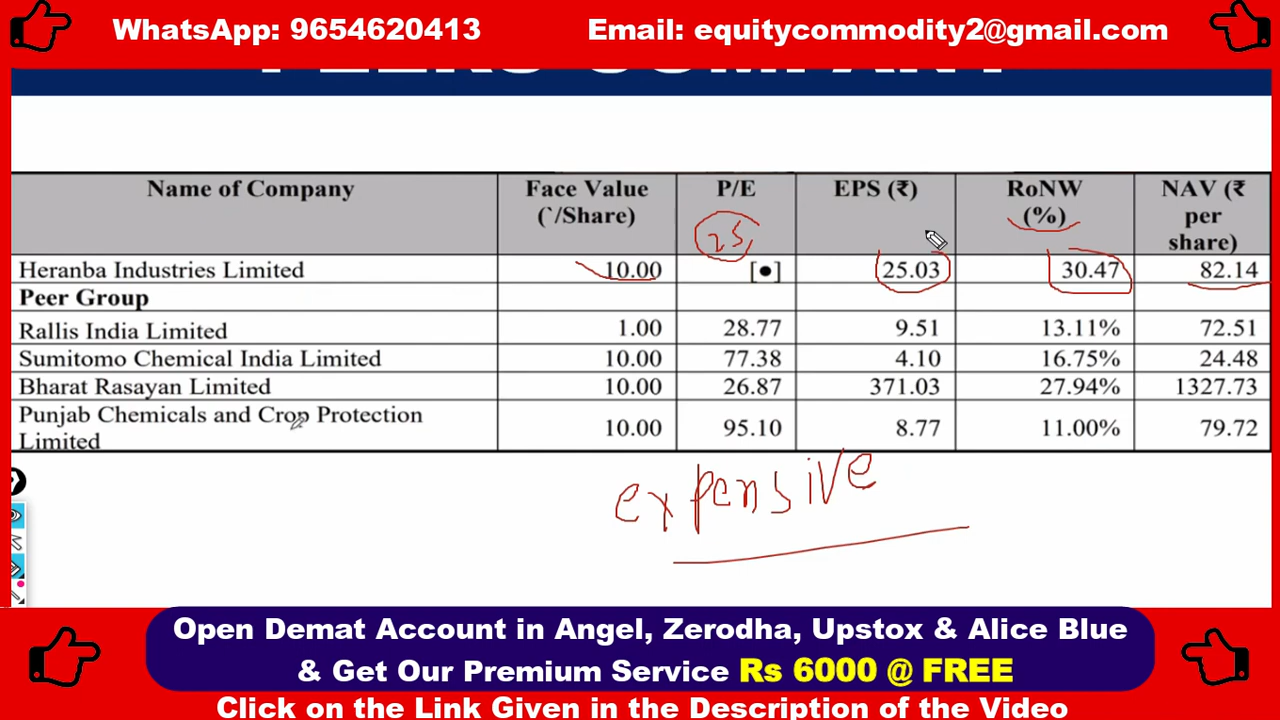 WhatsApp: 9654620413 Email: equitycommodity2@gmail.com
PEERS COMPANY
Name of Company Face Value (`/Share) P/E EPS (₹) RoNW (%) NAV (₹ per share)
25
Heranba Industries Limited 10.00 [●] 25.03 30.47 82.14
Peer Group
Rallis India Limited 1.00 28.77 9.51 13.11% 72.51
Sumitomo Chemical India Limited 10.00 77.38 4.10 16.75% 24.48
Bharat Rasayan Limited 10.00 26.87 371.03 27.94% 1327.73
Punjab Chemicals and Crop Protection Limited 10.00 95.10 8.77 11.00% 79.72
expensive
Open Demat Account in Angel, Zerodha, Upstox & Alice Blue
& Get Our Premium Service Rs 6000 @ FREE
Click on the Link Given in the Description of the Video